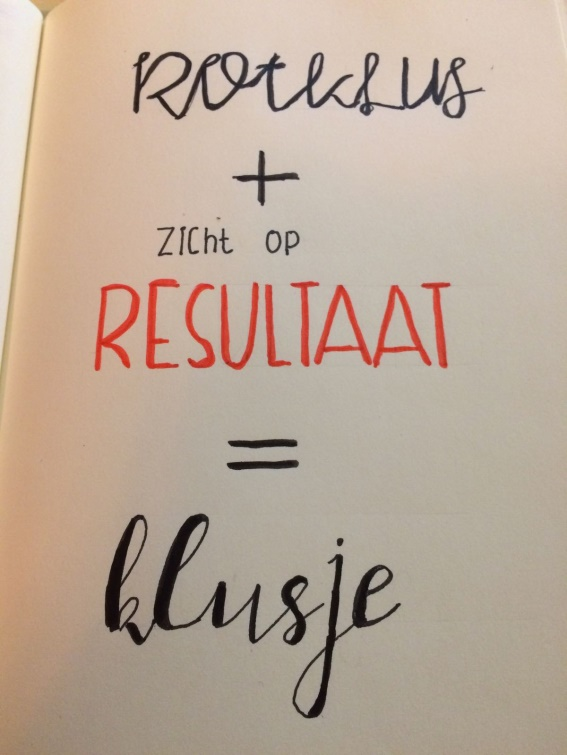 Rotklus
+
zicht op
RESULTAAT
=
klusje